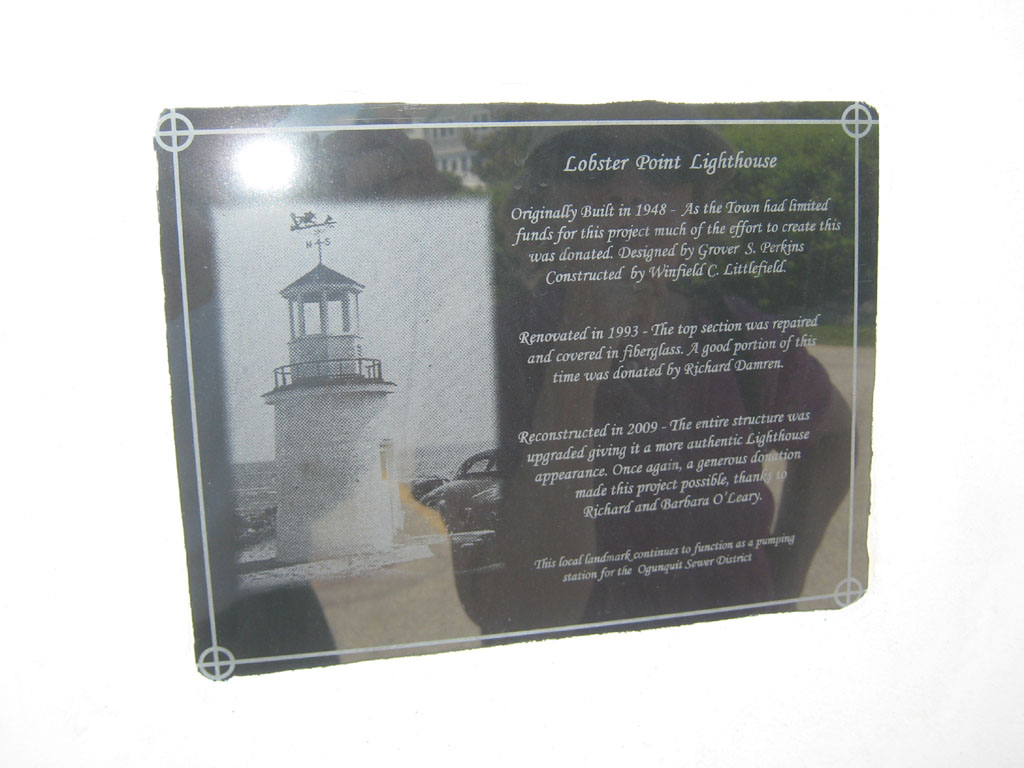 Lobster Point Lighthouse
Originally Built in 1948 - As the Town had limited
funds for this project much of the effort to create this
was donated. Designed by Grover S. Perkins
Constructed by Winfield C. Littlefield.
Renovated in 1993 - The top section was repaired
and covered in fiberglass. A good portion of this
time was donated by Richard Damren.
Reconstructed in 2009 - The entire structure was
upgraded giving it a more authentic Lighthouse
appearance. Once again, a generous donation
made this project possible, thanks to
Richard and Barbara O'Leary.
This local landmark continues to function as a pumping
station for the Ogunquit Sewer District
N S